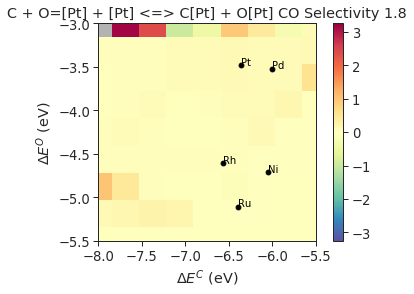 C + O=[Pt] + [Pt] <=> C[Pt] + O[Pt] CO Selectivity 1.8
−3.0
−3.5
−4.0
−4.5
−5.0
−5.5
ΔE^O (eV)
Pt
Pd
Rh
Ni
Ru
−8.0 −7.5 −7.0 −6.5 −6.0 −5.5
ΔE^C (eV)
3
2
1
0
−1
−2
−3